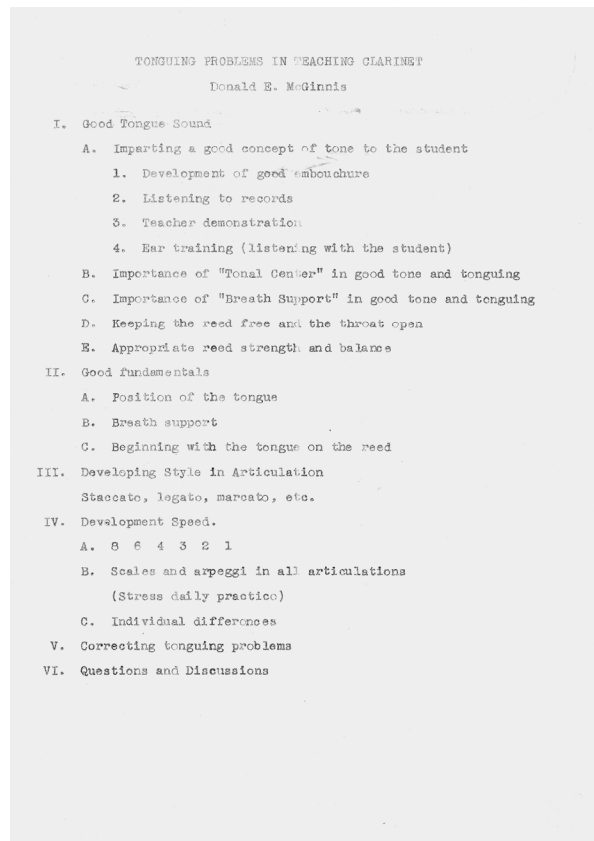 TONGUING PROBLEMS IN TEACHING CLARINET
Donald E. McGinnis
I. Good Tongue Sound
A. Imparting a good concept of tone to the student
1. Development of good embouchure
2. Listening to records
3. Teacher demonstration
4. Ear training (listening with the student)
B. Importance of "Tonal Center" in good tone and tonguing
C. Importance of "Breath Support" in good tone and tonguing
D. Keeping the reed free and the throat open
E. Appropriate reed strength and balance
II. Good fundamentals
A. Position of the tongue
B. Breath support
C. Beginning with the tongue on the reed
III. Developing Style in Articulation
Staccato, legato, marcato, etc.
IV. Development Speed.
A. 8 6 4 3 2 1
B. Scales and arpeggi in all articulations
(Stress daily practice)
C. Individual differences
V. Correcting tonguing problems
VI. Questions and Discussions